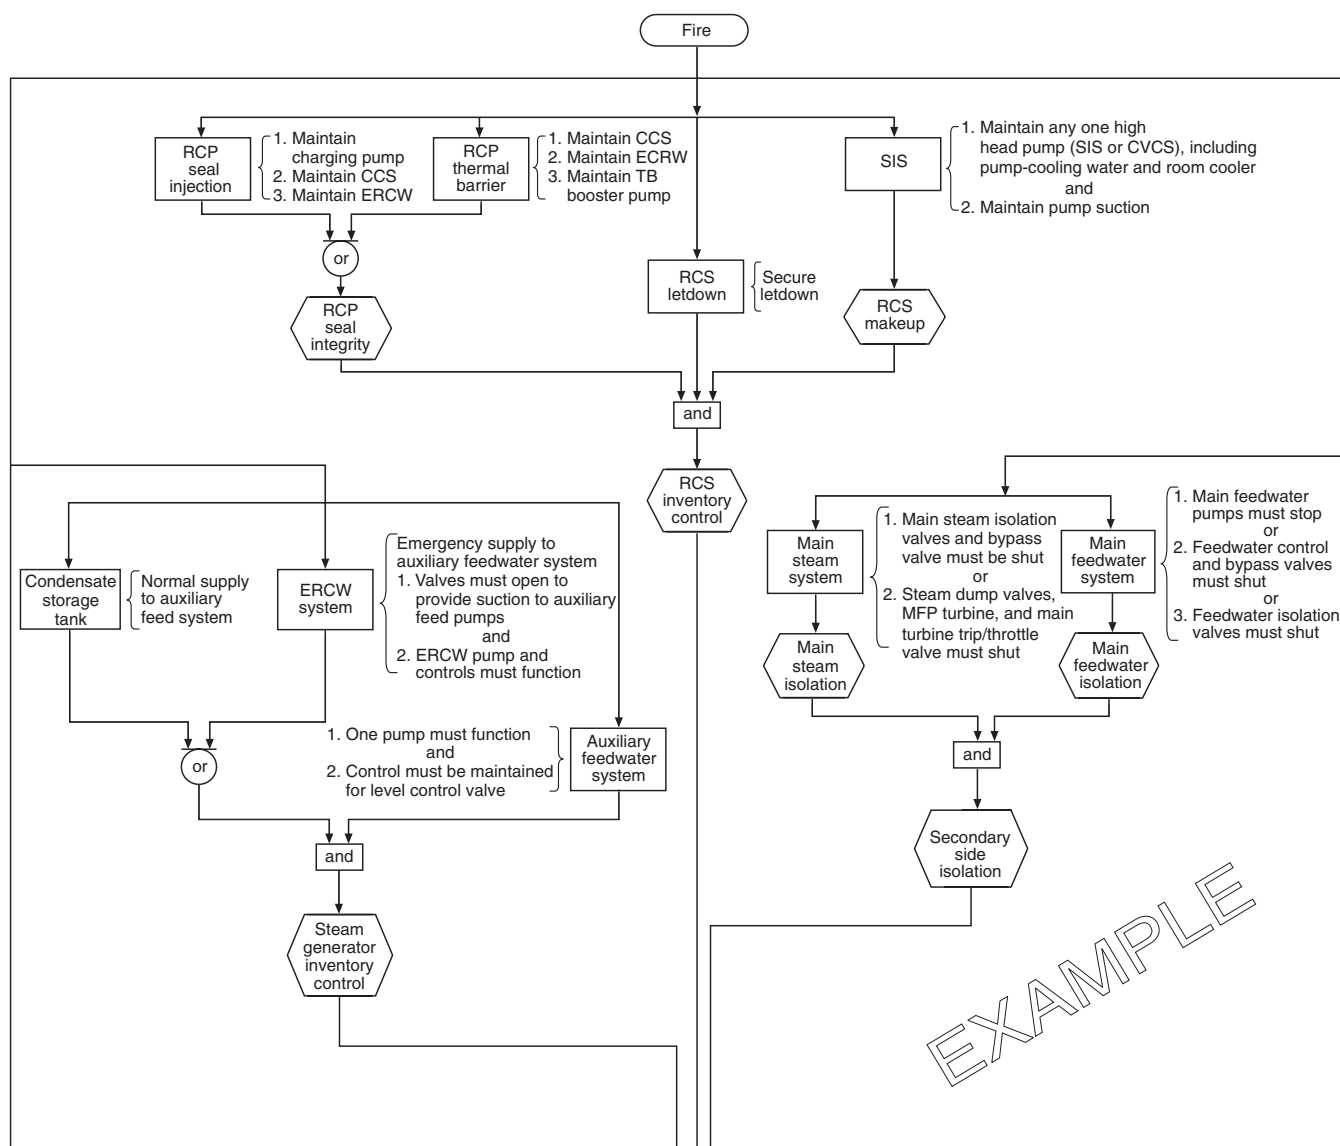 Fire
RCP
seal
injection
1. Maintain
charging pump
2. Maintain CCS
3. Maintain ERCW
RCP
thermal
barrier
1. Maintain CCS
2. Maintain ECRW
3. Maintain TB
booster pump
SIS
1. Maintain any one high
head pump (SIS or CVCS), including
pump-cooling water and room cooler
and
2. Maintain pump suction
or
RCP
seal
integrity
RCS
letdown
Secure
letdown
RCS
makeup
and
RCS
inventory
control
Condensate
storage
tank
Normal supply
to auxiliary
feed system
ERCW
system
Emergency supply to
auxiliary feedwater system
1. Valves must open to
provide suction to auxiliary
feed pumps
and
2. ERCW pump and
controls must function
Main
steam
system
1. Main steam isolation
valves and bypass
valve must be shut
or
2. Steam dump valves,
MFP turbine, and main
turbine trip/throttle
valve must shut
Main
feedwater
system
1. Main feedwater
pumps must stop
or
2. Feedwater control
and bypass valves
must shut
or
3. Feedwater isolation
valves must shut
Main
steam
isolation
Main
feedwater
isolation
or
1. One pump must function
and
2. Control must be maintained
for level control valve
Auxiliary
feedwater
system
and
and
Secondary
side
isolation
Steam
generator
inventory
control
EXAMPLE